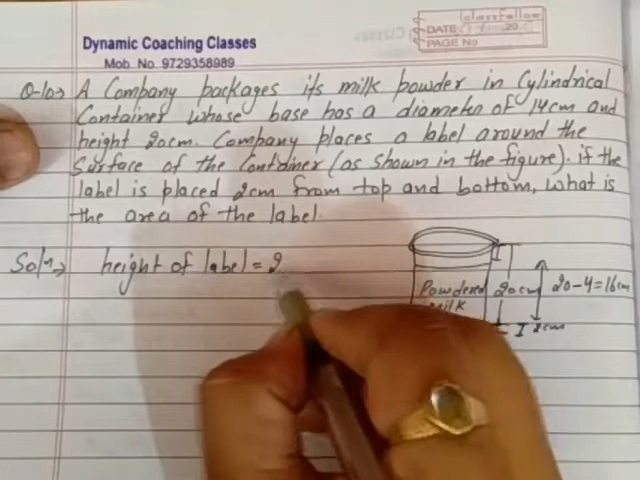 classfellow
DATE: 20
PAGE No
Dynamic Coaching Classes
Mob. No. 9729358989
Q-10→ A Company packages its milk powder in Cylindrical
Container whose base has a diameter of 14cm and
height 20cm. Company places a label around the
Surface of the Container (as shown in the figure). if the
label is placed 2cm from top and bottom, what is
the area of the label.
Soln→ height of label = 2
Powdered 20cm 20-4=16cm
Milk
2cm